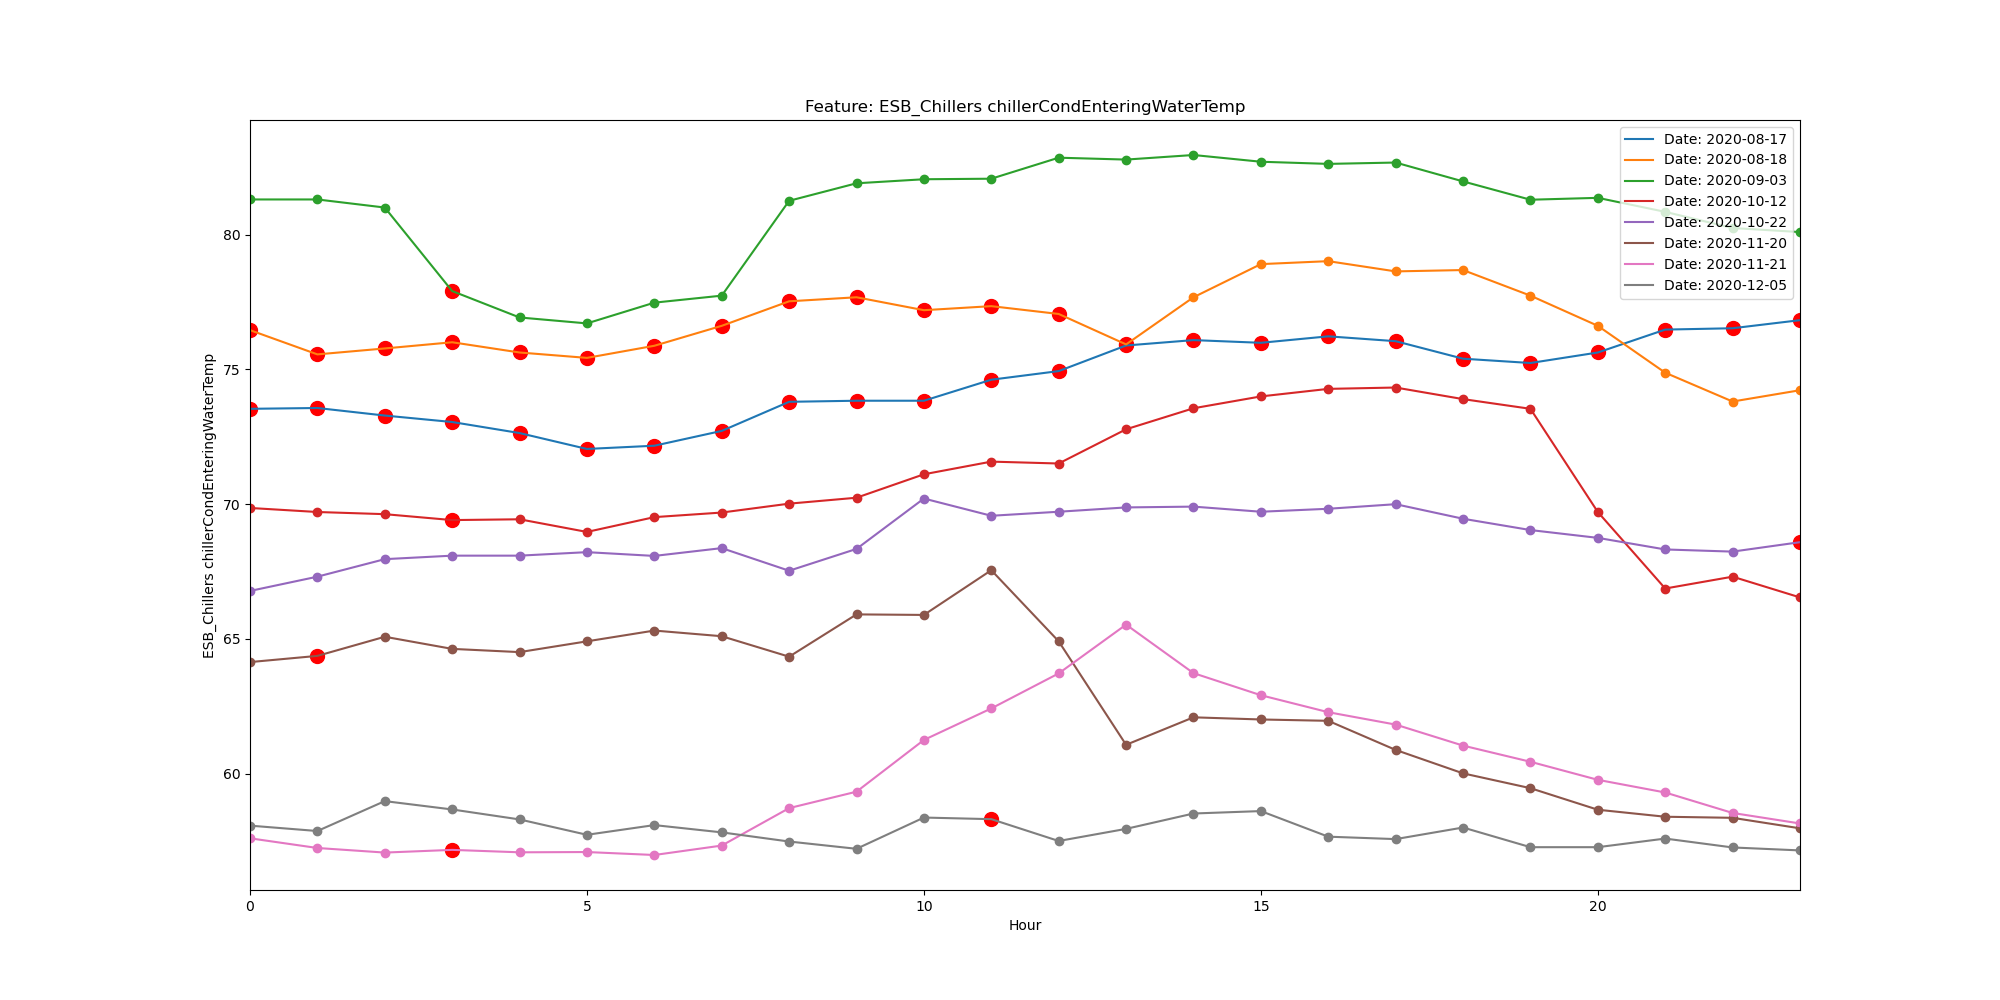 Feature: ESB_Chillers chillerCondEnteringWaterTemp
Date: 2020-08-17
Date: 2020-08-18
Date: 2020-09-03
Date: 2020-10-12
Date: 2020-10-22
Date: 2020-11-20
Date: 2020-11-21
Date: 2020-12-05
ESB_Chillers chillerCondEnteringWaterTemp
80
75
70
65
60
0 5 10 15 20
Hour